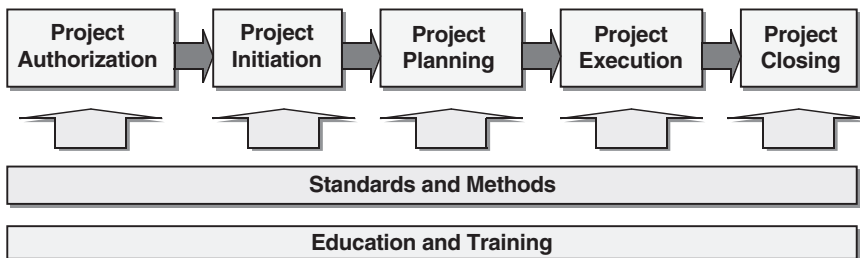 Project
Authorization
Project
Initiation
Project
Planning
Project
Execution
Project
Closing
Standards and Methods
Education and Training